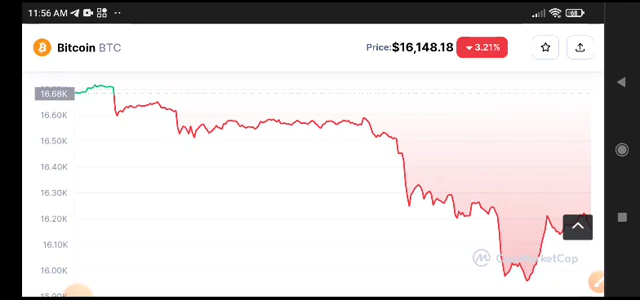 11:56 AM
Bitcoin BTC
Price: $16,148.18 3.21%
16.68K
16.60K
16.50K
16.40K
16.30K
16.20K
16.10K
16.00K
CoinMarketCap